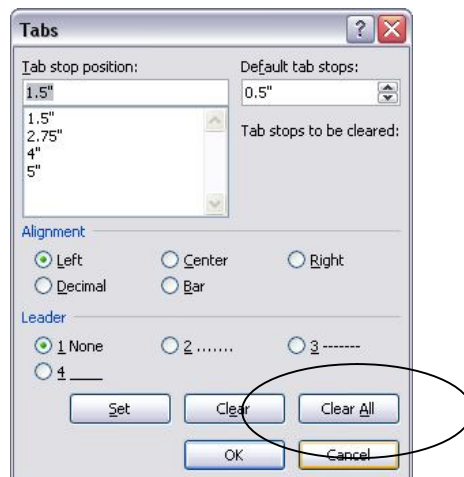 Tabs
Tab stop position:
Default tab stops:
1.5"
0.5"
1.5"
2.75"
4"
5"
Tab stops to be cleared:
Alignment
Left Center Right
Decimal Bar
Leader
1 None 2 ....... 3 -------
4 ___
Set Clear Clear All
OK Cancel